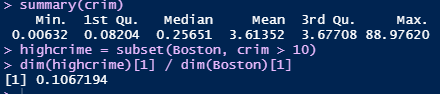 > summary(crim)
Min. 1st Qu. Median Mean 3rd Qu. Max.
0.00632 0.08204 0.25651 3.61352 3.67708 88.97620
> highcrime = subset(Boston, crim > 10)
> dim(highcrime)[1] / dim(Boston)[1]
[1] 0.1067194